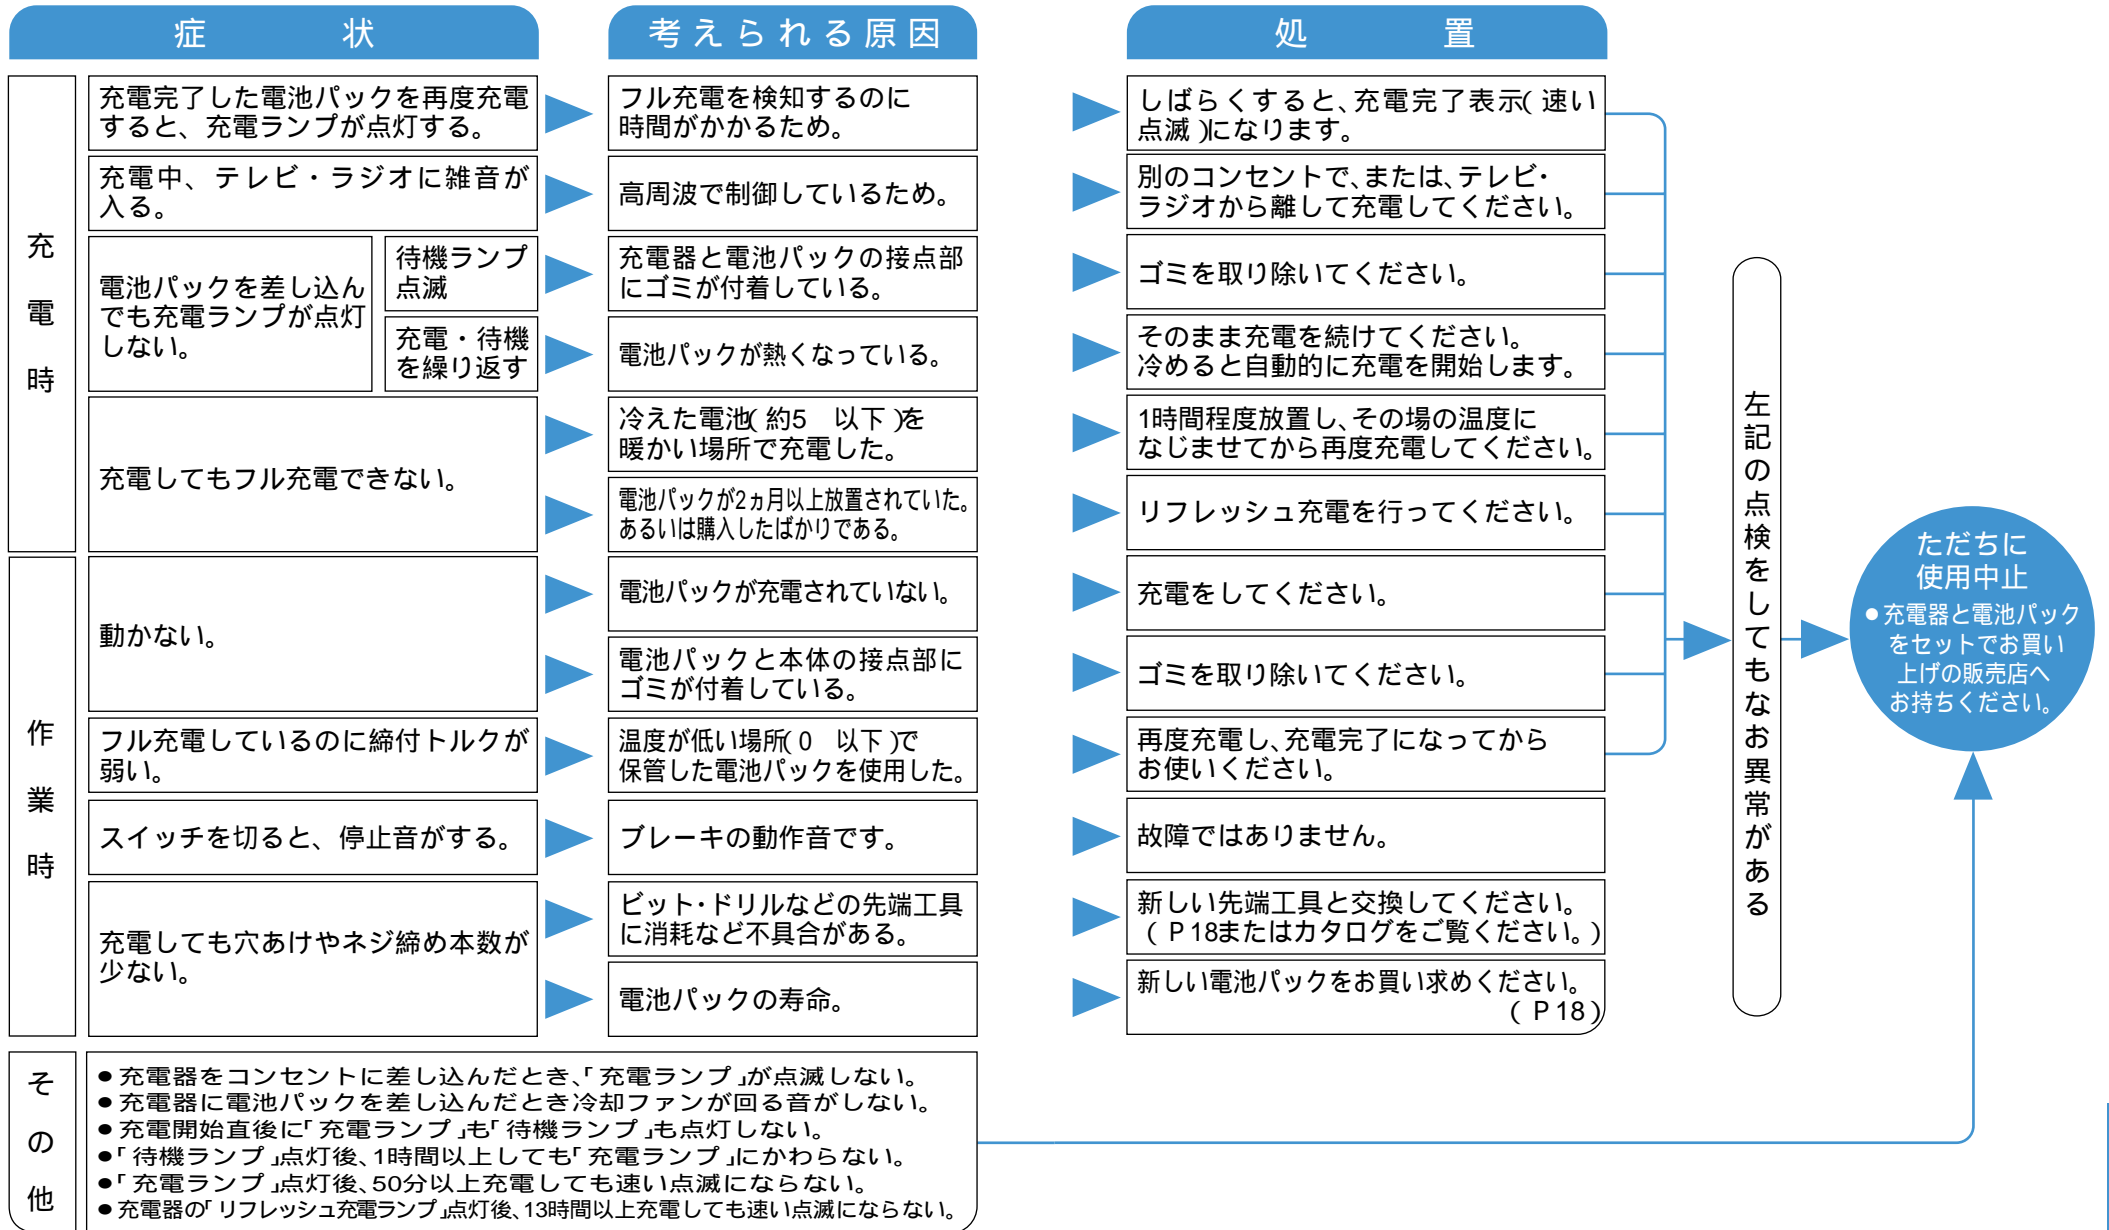 症状
考えられる原因
処置
充電時
充電完了した電池パックを再度充電
すると、充電ランプが点灯する。
フル充電を検知するのに
時間がかかるため。
しばらくすると、充電完了表示(速い
点滅)になります。
充電中、テレビ・ラジオに雑音が
入る。
高周波で制御しているため。
別のコンセントで、または、テレビ・
ラジオから離して充電してください。
電池パックを差し込ん
でも充電ランプが点灯
しない。
待機ランプ
点滅
充電器と電池パックの接点部
にゴミが付着している。
ゴミを取り除いてください。
充電・待機
を繰り返す
電池パックが熱くなっている。
そのまま充電を続けてください。
冷めると自動的に充電を開始します。
充電してもフル充電できない。
冷えた電池(約5 以下)を
暖かい場所で充電した。
1時間程度放置し、その場の温度に
なじませてから再度充電してください。
電池パックが2ヵ月以上放置されていた。
あるいは購入したばかりである。
リフレッシュ充電を行ってください。
作業時
動かない。
電池パックが充電されていない。
充電をしてください。
電池パックと本体の接点部に
ゴミが付着している。
ゴミを取り除いてください。
フル充電しているのに締付トルクが
弱い。
温度が低い場所(0 以下)で
保管した電池パックを使用した。
再度充電し、充電完了になってから
お使いください。
スイッチを切ると、停止音がする。
ブレーキの動作音です。
故障ではありません。
充電しても穴あけやネジ締め本数が
少ない。
ビット・ドリルなどの先端工具
に消耗など不具合がある。
新しい先端工具と交換してください。
(P18またはカタログをご覧ください。)
電池パックの寿命。
新しい電池パックをお買い求めください。
(P18)
左記の点検をしてもなお異常がある
ただちに
使用中止
●充電器と電池パック
をセットでお買い
上げの販売店へ
お持ちください。
その他
●充電器をコンセントに差し込んだとき、「充電ランプ」が点滅しない。
●充電器に電池パックを差し込んだとき冷却ファンが回る音がしない。
●充電開始直後に「充電ランプ」も「待機ランプ」も点灯しない。
●「待機ランプ」点灯後、1時間以上しても「充電ランプ」にかわらない。
●「充電ランプ」点灯後、50分以上充電しても速い点滅にならない。
●充電器の「リフレッシュ充電ランプ」点灯後、13時間以上充電しても速い点滅にならない。